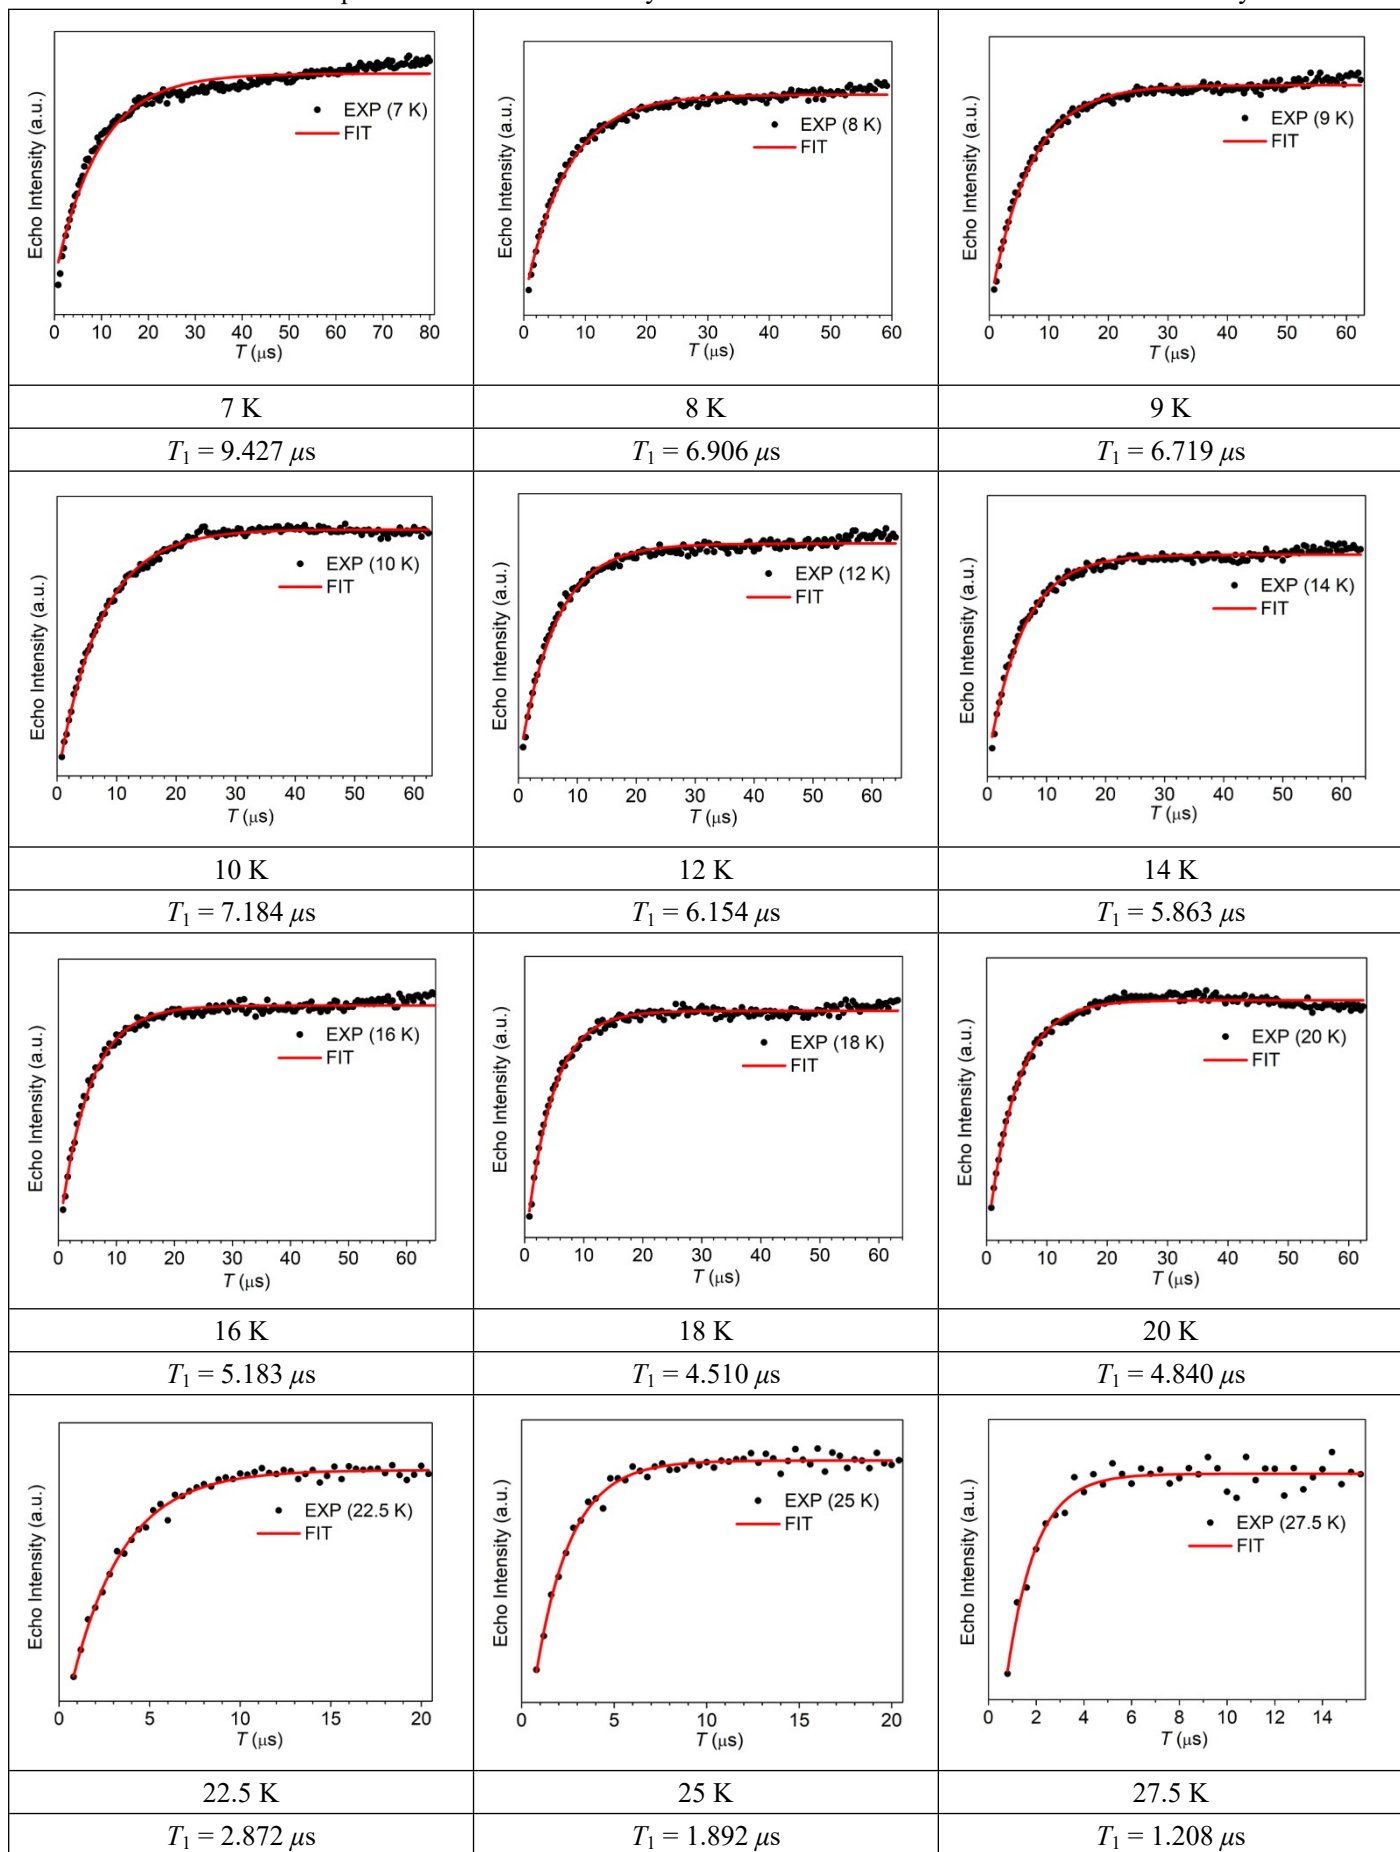 Echo Intensity (a.u.)
EXP (7 K)
FIT
0 10 20 30 40 50 60 70 80
T (μs)
Echo Intensity (a.u.)
EXP (8 K)
FIT
0 10 20 30 40 50 60
T (μs)
Echo Intensity (a.u.)
EXP (9 K)
FIT
0 10 20 30 40 50 60
T (μs)
7 K 8 K 9 K
T1 = 9.427 μs T1 = 6.906 μs T1 = 6.719 μs
Echo Intensity (a.u.)
EXP (10 K)
FIT
0 10 20 30 40 50 60
T (μs)
Echo Intensity (a.u.)
EXP (12 K)
FIT
0 10 20 30 40 50 60
T (μs)
Echo Intensity (a.u.)
EXP (14 K)
FIT
0 10 20 30 40 50 60
T (μs)
10 K 12 K 14 K
T1 = 7.184 μs T1 = 6.154 μs T1 = 5.863 μs
Echo Intensity (a.u.)
EXP (16 K)
FIT
0 10 20 30 40 50 60
T (μs)
Echo Intensity (a.u.)
EXP (18 K)
FIT
0 10 20 30 40 50 60
T (μs)
Echo Intensity (a.u.)
EXP (20 K)
FIT
0 10 20 30 40 50 60
T (μs)
16 K 18 K 20 K
T1 = 5.183 μs T1 = 4.510 μs T1 = 4.840 μs
Echo Intensity (a.u.)
EXP (22.5 K)
FIT
0 5 10 15 20
T (μs)
Echo Intensity (a.u.)
EXP (25 K)
FIT
0 5 10 15 20
T (μs)
Echo Intensity (a.u.)
EXP (27.5 K)
FIT
0 2 4 6 8 10 12 14
T (μs)
22.5 K 25 K 27.5 K
T1 = 2.872 μs T1 = 1.892 μs T1 = 1.208 μs